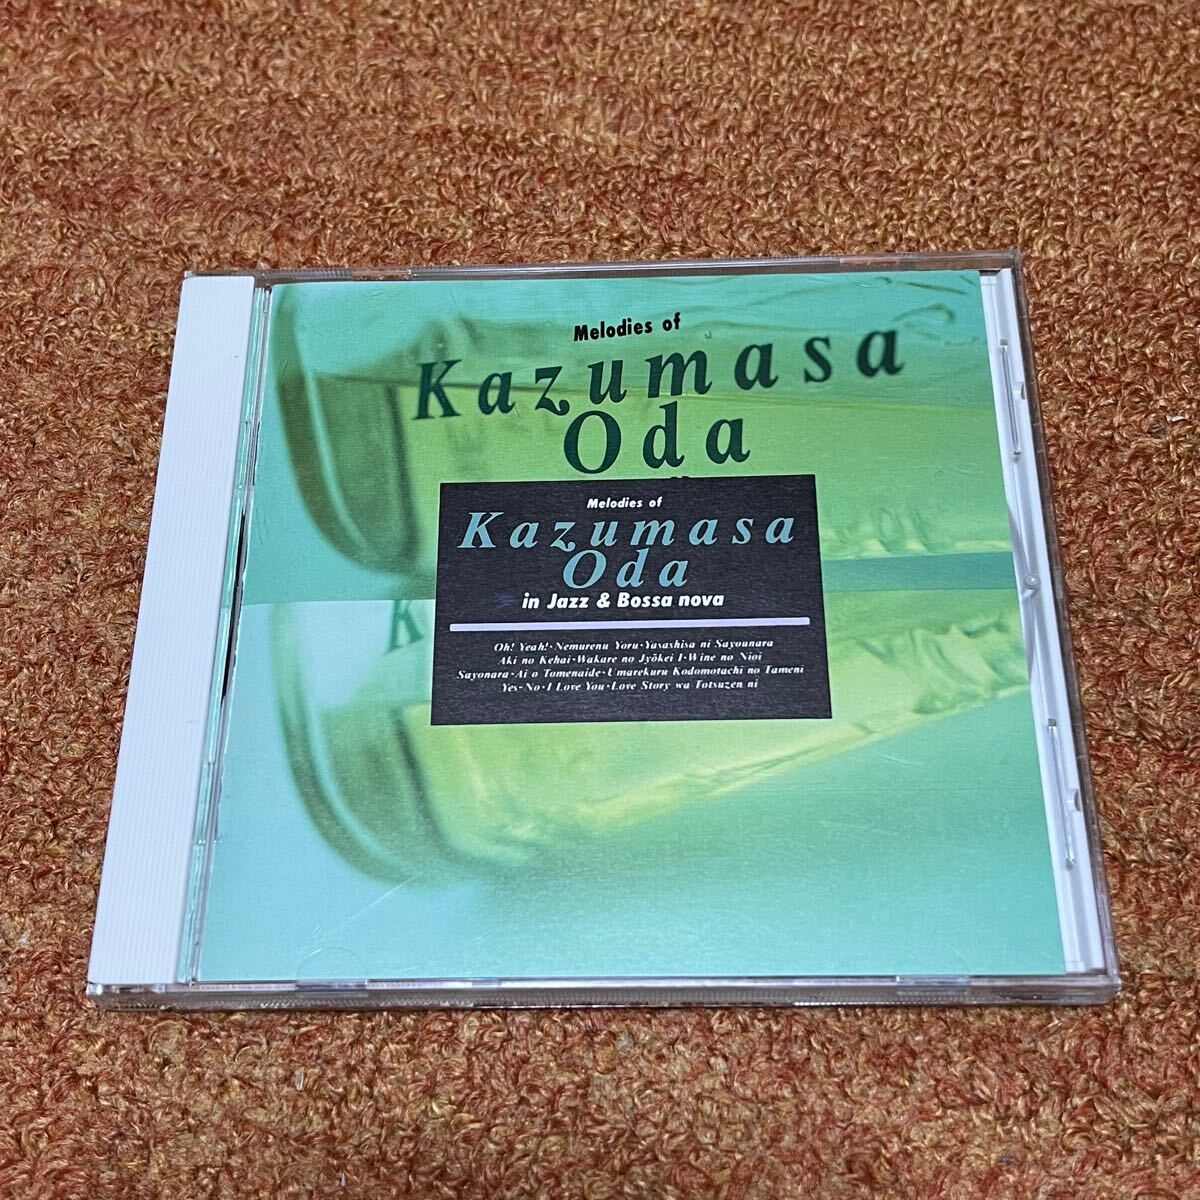 Melodies of
Kazumasa
Oda
Melodies of
Kazumasa
Oda
in Jazz & Bossa nova
Oh! Yeah!・Nemurenu Yoru・Yasashisa ni Sayounara
Aki no Kehai・Wakare no Jyōkei I・Wine no Nioi
Sayonara・Ai o Tomenaide・Umarekuru Kodomotachi no Tameni
Yes-No・I Love You・Love Story wa Totsuzen ni